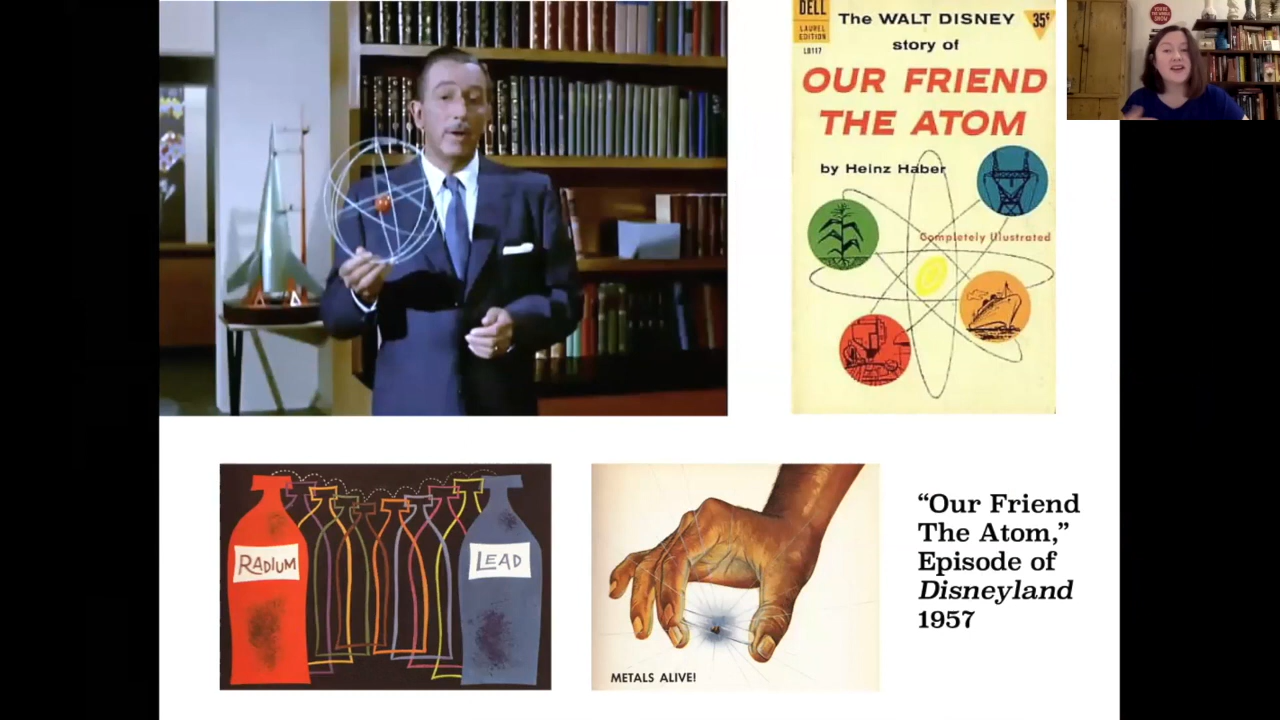 DELL
LAUREL
EDITION
LB117
The WALT DISNEY
35¢
story of
OUR FRIEND
THE ATOM
by Heinz Haber
Completely Illustrated
RADIUM
LEAD
METALS ALIVE!
“Our Friend
The Atom,”
Episode of
Disneyland
1957